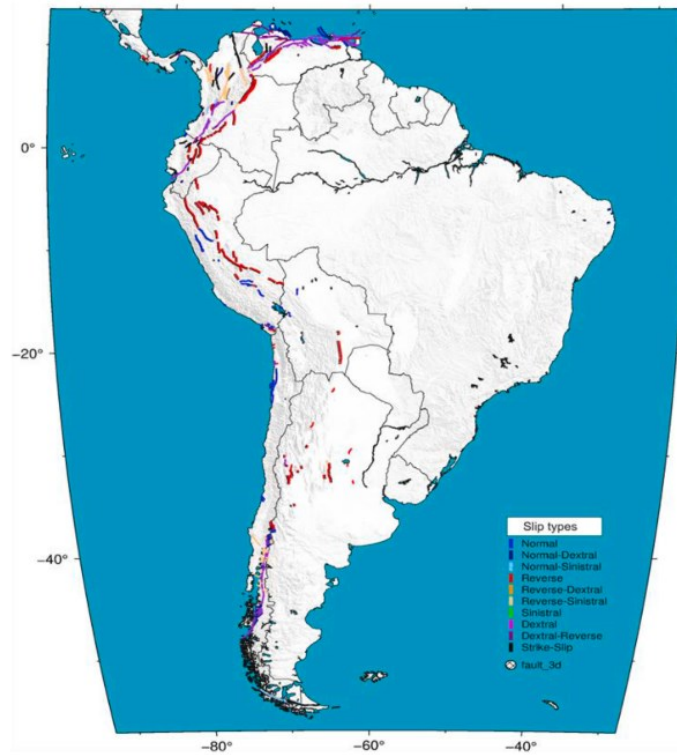 0°
−20°
−40°
Slip types
Normal
Normal-Dextral
Normal-Sinistral
Reverse
Reverse-Dextral
Reverse-Sinistral
Sinistral
Dextral
Dextral-Reverse
Strike-Slip
fault_3d
−80°
−60°
−40°